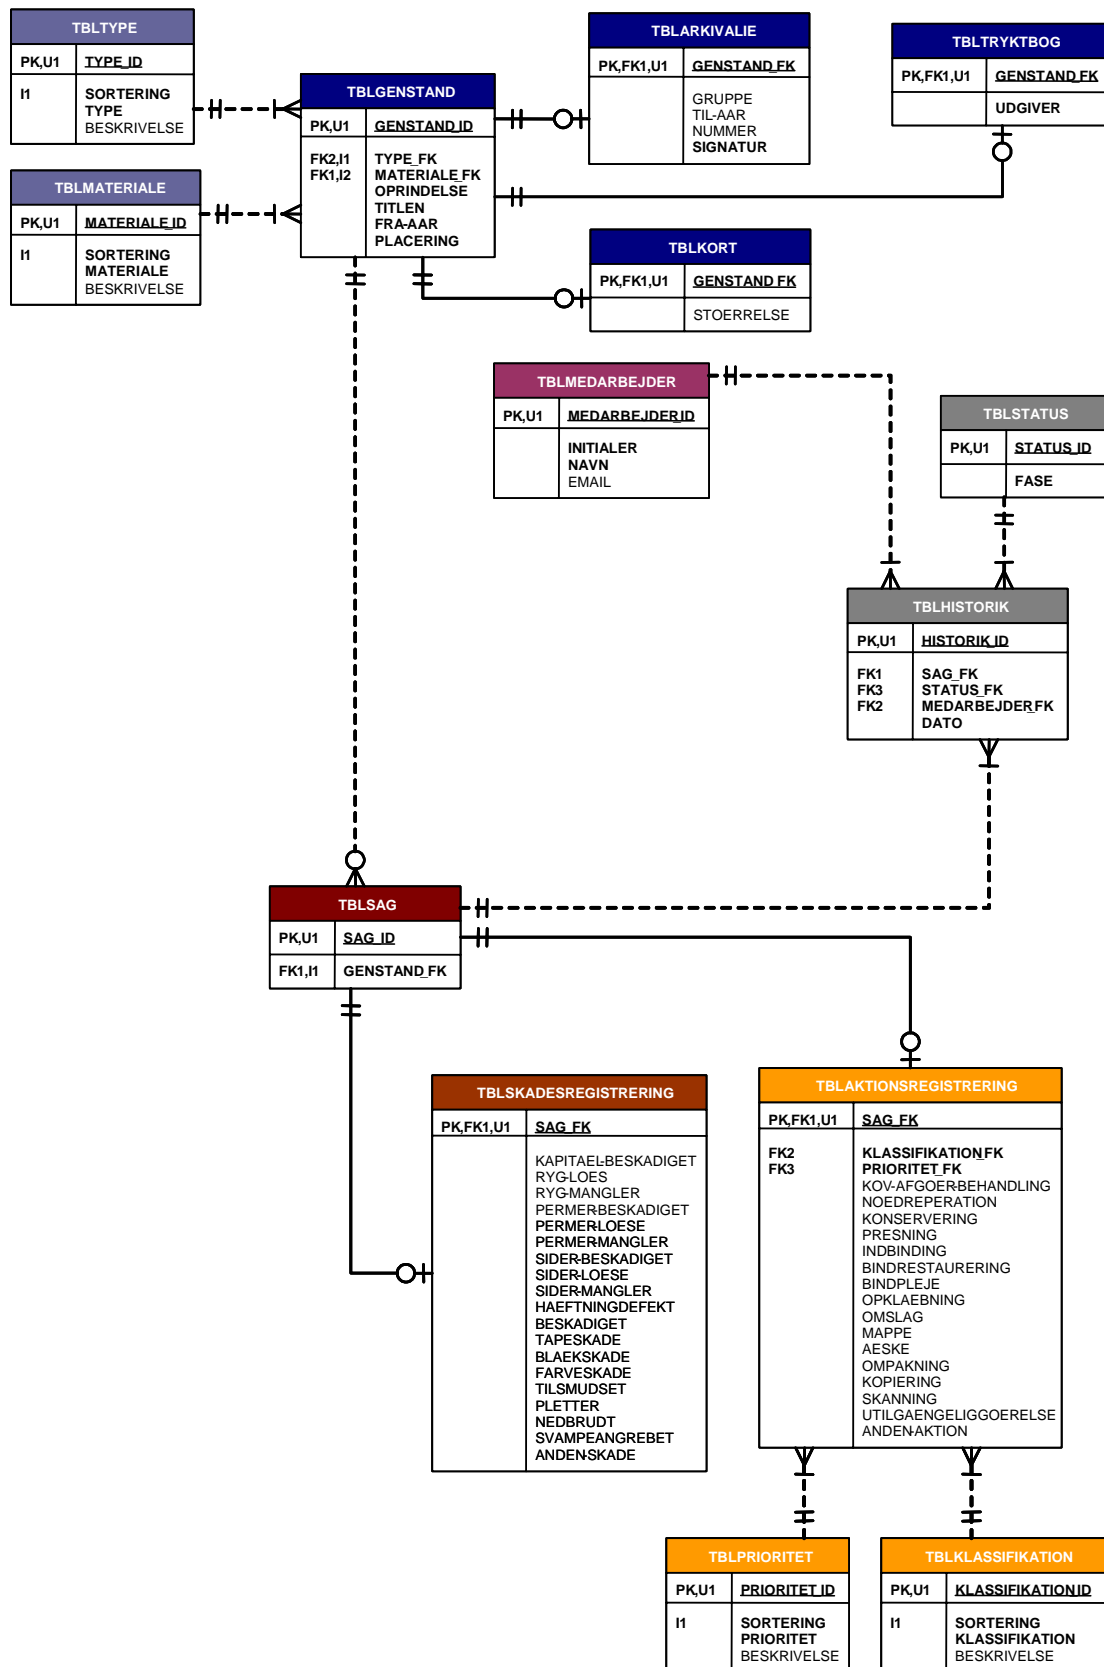 TBLTYPE
PK,U1 TYPE_ID
I1 SORTERING
TYPE
BESKRIVELSE
TBLMATERIALE
PK,U1 MATERIALE_ID
I1 SORTERING
MATERIALE
BESKRIVELSE
TBLGENSTAND
PK,U1 GENSTAND_ID
FK2,I1 TYPE_FK
FK1,I2 MATERIALE_FK
OPRINDELSE
TITLEN
FRA-AAR
PLACERING
TBLARKIVALIE
PK,FK1,U1 GENSTAND_FK
GRUPPE
TIL-AAR
NUMMER
SIGNATUR
TBLTRYKTBOG
PK,FK1,U1 GENSTAND_FK
UDGIVER
TBLKORT
PK,FK1,U1 GENSTAND_FK
STOERRELSE
TBLMEDARBEJDER
PK,U1 MEDARBEJDER_ID
INITIALER
NAVN
EMAIL
TBLSTATUS
PK,U1 STATUS_ID
FASE
TBLHISTORIK
PK,U1 HISTORIK_ID
FK1 SAG_FK
FK3 STATUS_FK
FK2 MEDARBEJDER_FK
DATO
TBLSAG
PK,U1 SAG_ID
FK1,I1 GENSTAND_FK
TBLSKADESREGISTRERING
PK,FK1,U1 SAG_FK
KAPITAEL-BESKADIGET
RYG-LOES
RYG-MANGLER
PERMER-BESKADIGET
PERMER-LOESE
PERMER-MANGLER
SIDER-BESKADIGET
SIDER-LOESE
SIDER-MANGLER
HAEFTNINGDEFEKT
BESKADIGET
TAPESKADE
BLAEKSKADE
FARVESKADE
TILSMUDSET
PLETTER
NEDBRUDT
SVAMPEANGREBET
ANDEN-SKADE
TBLAKTIONSREGISTRERING
PK,FK1,U1 SAG_FK
FK2 KLASSIFIKATION_FK
FK3 PRIORITET_FK
KOV-AFGOER-BEHANDLING
NOEDREPERATION
KONSERVERING
PRESNING
INDBINDING
BINDRESTAURERING
BINDPLEJE
OPKLAEBNING
OMSLAG
MAPPE
AESKE
OMPAKNING
KOPIERING
SKANNING
UTILGAENGELIGGOERELSE
ANDEN-AKTION
TBLPRIORITET
PK,U1 PRIORITET_ID
I1 SORTERING
PRIORITET
BESKRIVELSE
TBLKLASSIFIKATION
PK,U1 KLASSIFIKATION_ID
I1 SORTERING
KLASSIFIKATION
BESKRIVELSE